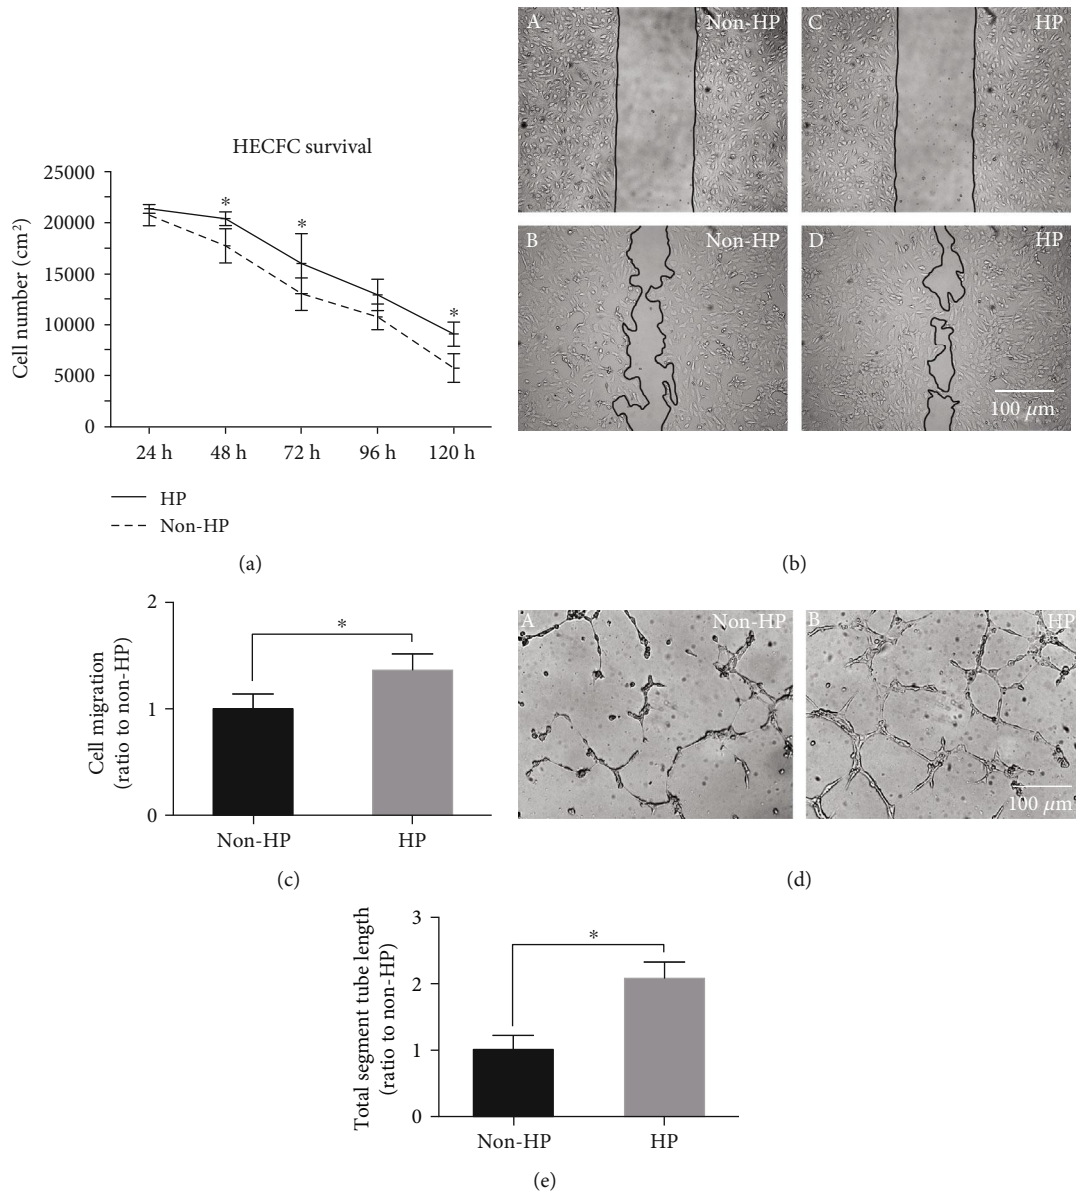 HECFC survival
Cell number (cm²)
25000
20000
15000
10000
5000
0
*
*
*
24 h 48 h 72 h 96 h 120 h
HP
Non-HP
(a)
A Non-HP
C HP
B Non-HP
D HP
100 μm
(b)
Cell migration
(ratio to non-HP)
2
1
0
*
Non-HP HP
(c)
A Non-HP
B HP
100 μm
(d)
Total segment tube length
(ratio to non-HP)
3
2
1
0
*
Non-HP HP
(e)